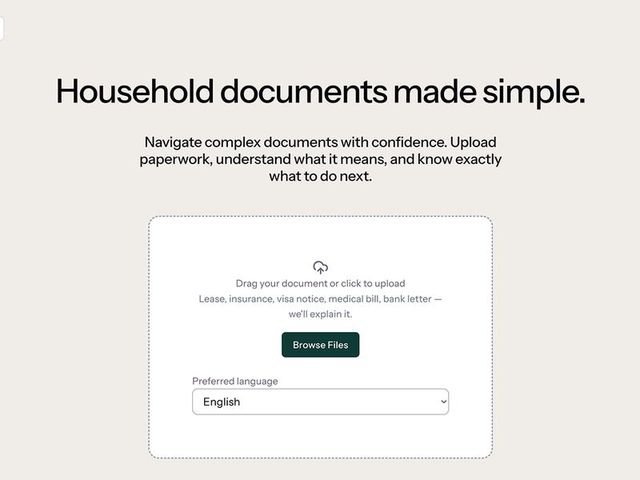 Household documents made simple.
Navigate complex documents with confidence. Upload
paperwork, understand what it means, and know exactly
what to do next.
Drag your document or click to upload
Lease, insurance, visa notice, medical bill, bank letter —
we'll explain it.
Browse Files
Preferred language
English